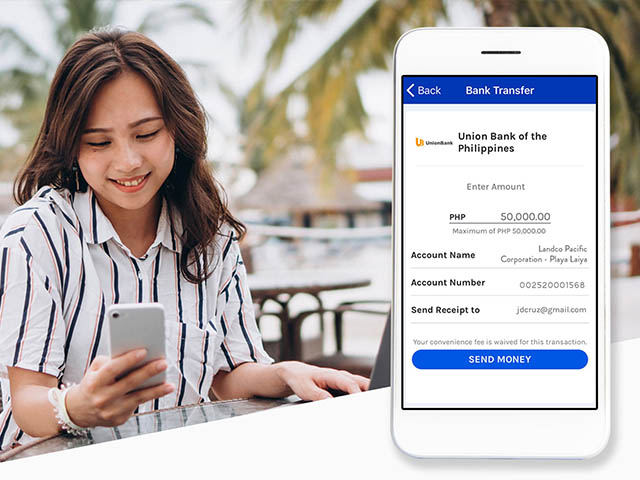 Back
Bank Transfer
UnionBank
Union Bank of the
Philippines
Enter Amount
PHP 50,000.00
Maximum of PHP 50,000.00
Account Name
Landco Pacific
Corporation - Playa Laiya
Account Number 002520001568
Send Receipt to jdcruz@gmail.com
Your convenience fee is waived for this transaction.
SEND MONEY